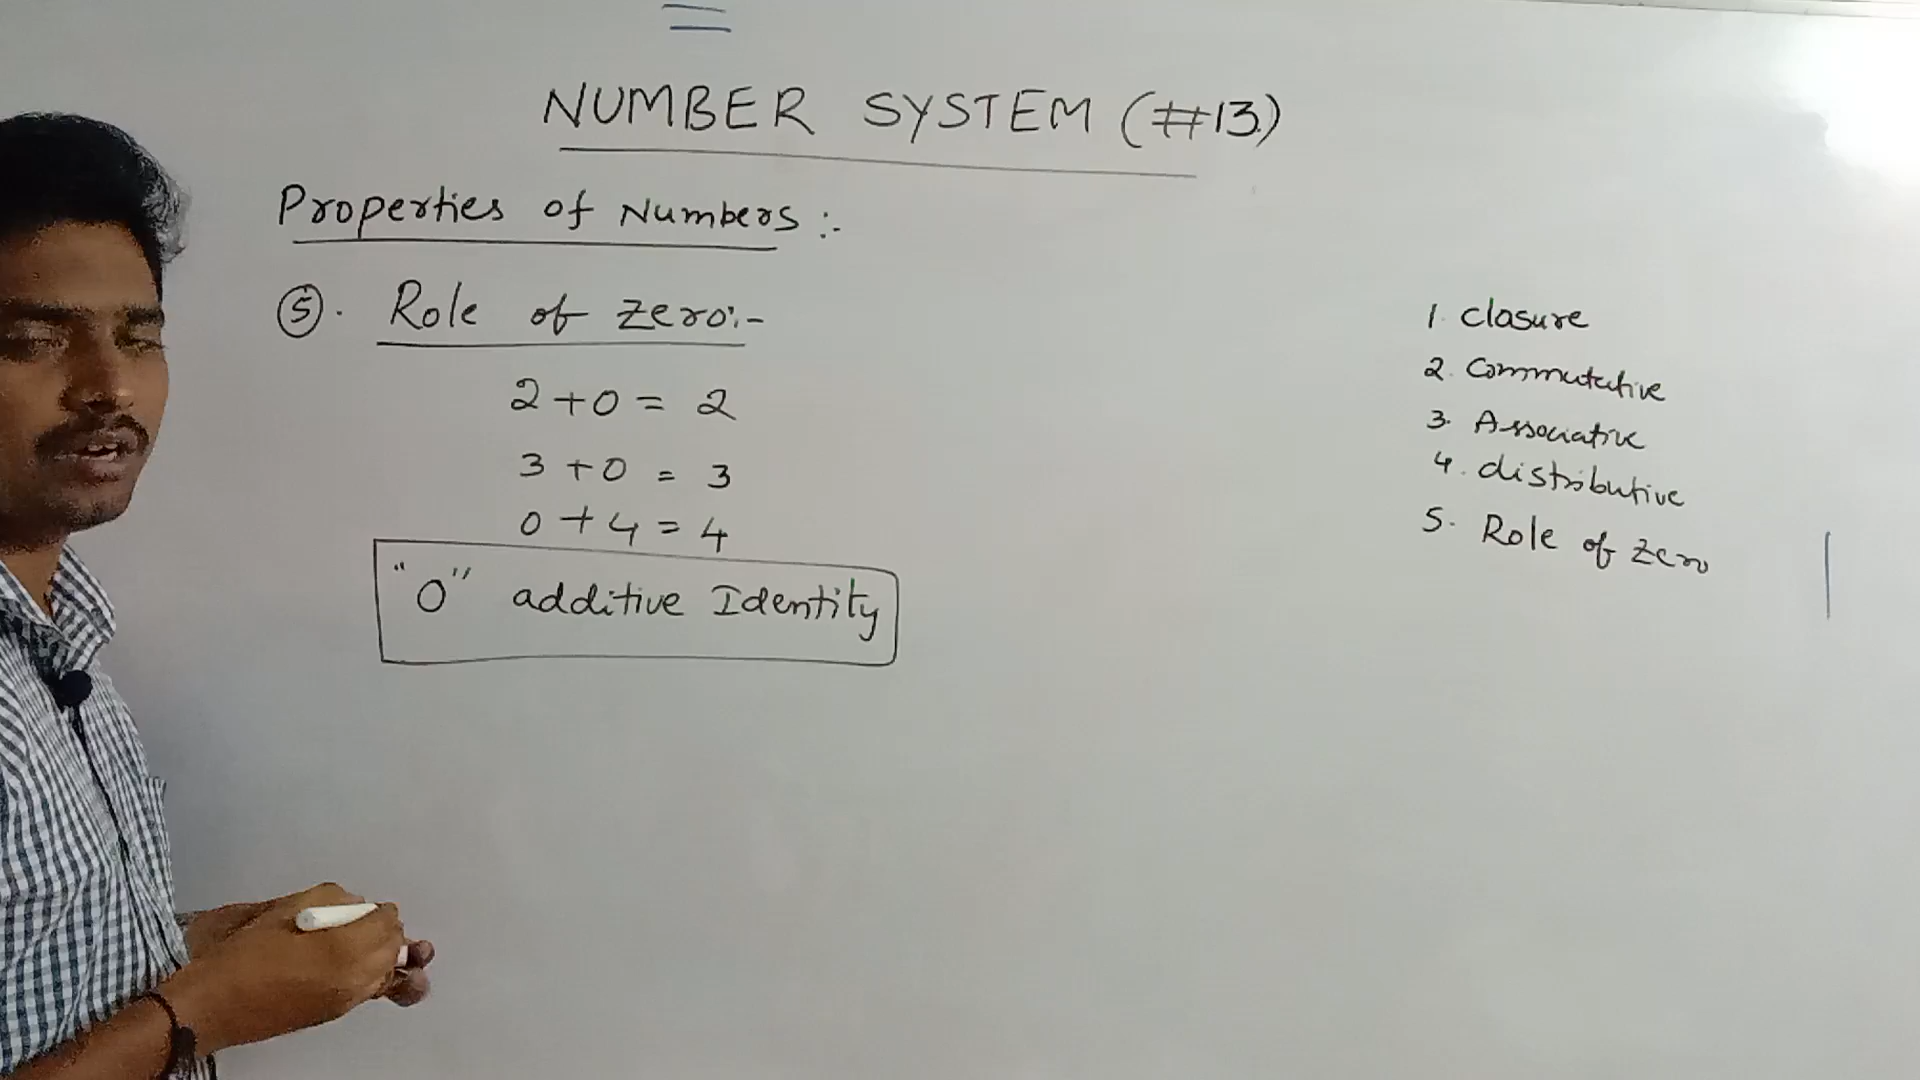 NUMBER SYSTEM (#13)
Properties of Numbers :-
⑤. Role of zero:-
2+0 = 2
3+0 = 3
0+4=4
"0" additive Identity
1. Closure
2. Commutative
3. Associative
4. distributive
5. Role of zero